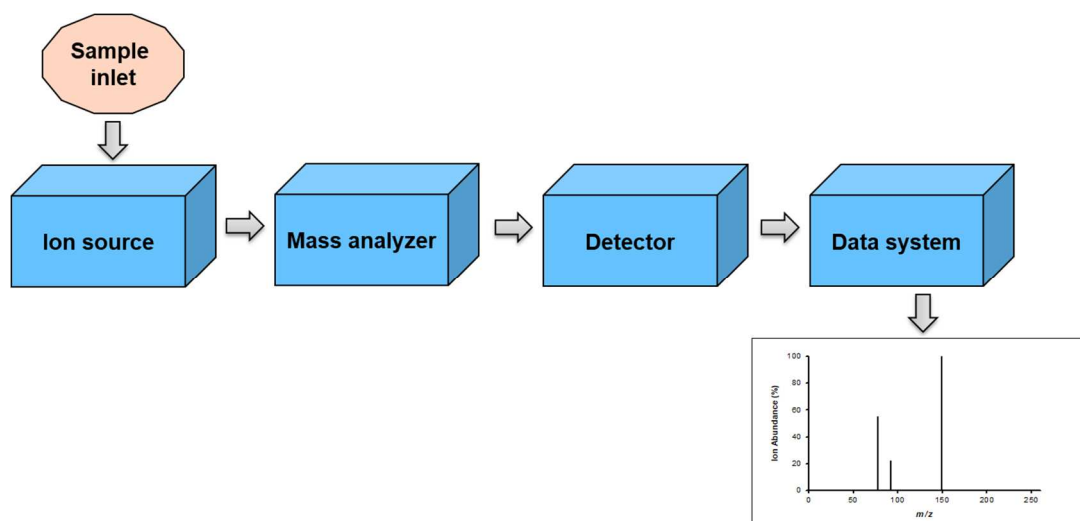 Sample
inlet
Ion source
Mass analyzer
Detector
Data system
Ion Abundance (%)
100
80
60
40
20
0
0 50 100 150 200 250
m/z